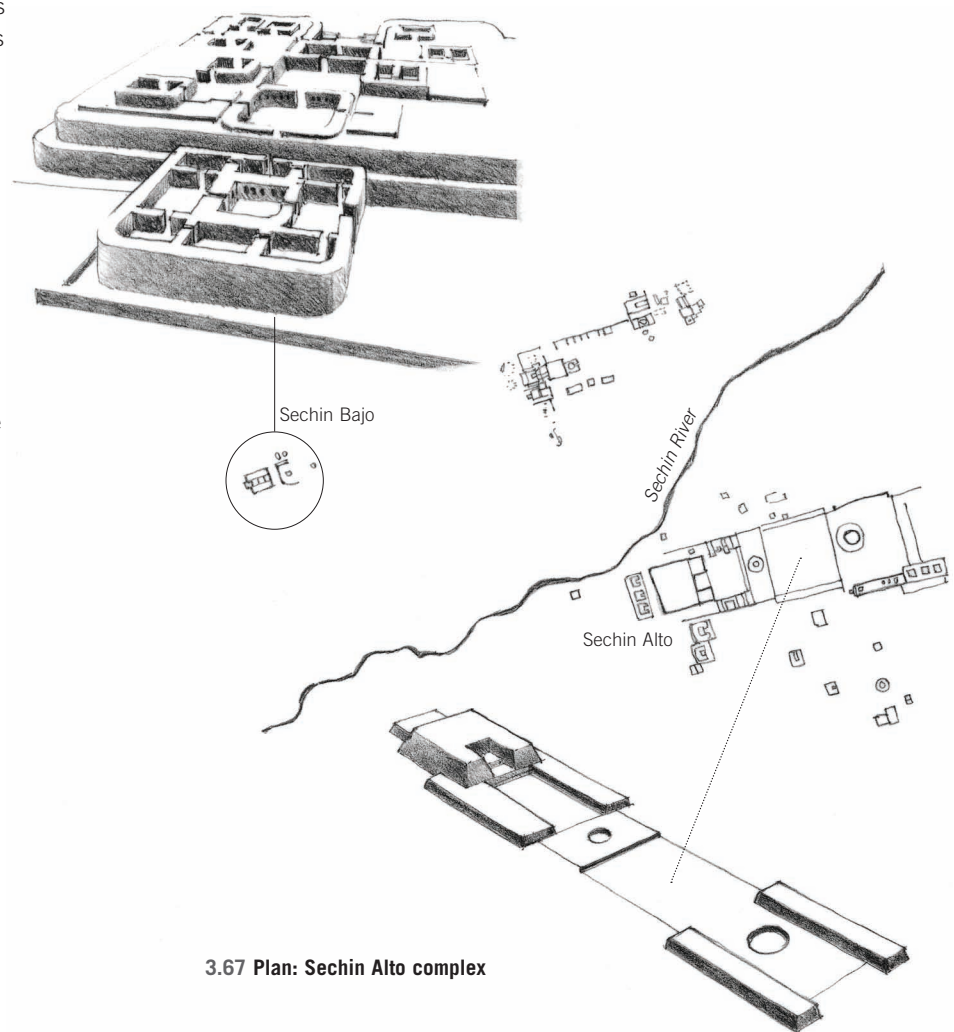 s
s
e
Sechin Bajo
Sechin River
Sechin Alto
3.67 Plan: Sechin Alto complex